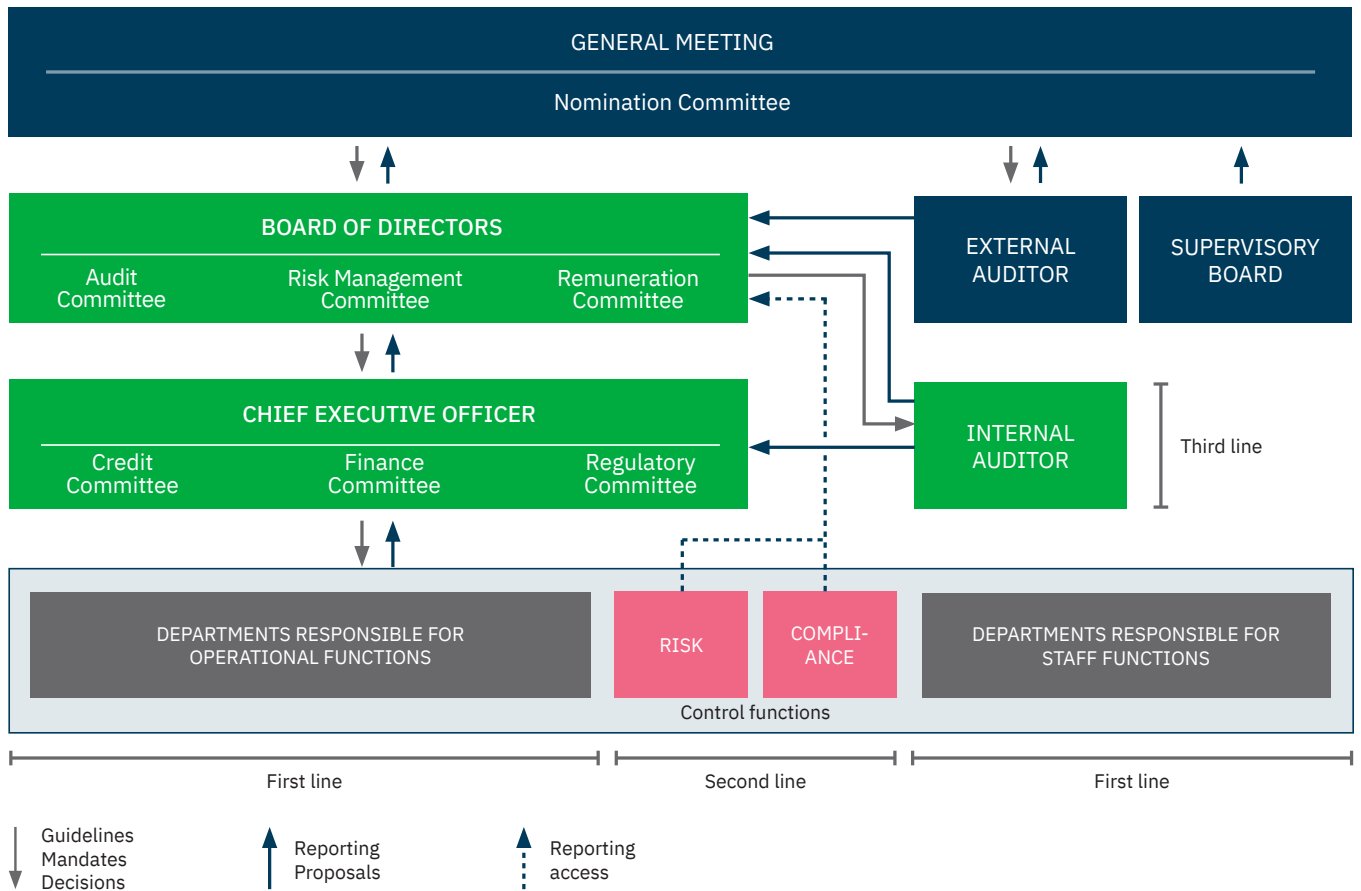 GENERAL MEETING
Nomination Committee
BOARD OF DIRECTORS
Audit
Committee
Risk Management
Committee
Remuneration
Committee
EXTERNAL
AUDITOR
SUPERVISORY
BOARD
CHIEF EXECUTIVE OFFICER
Credit
Committee
Finance
Committee
Regulatory
Committee
INTERNAL
AUDITOR
Third line
DEPARTMENTS RESPONSIBLE FOR
OPERATIONAL FUNCTIONS
RISK
COMPLI-
ANCE
DEPARTMENTS RESPONSIBLE FOR
STAFF FUNCTIONS
Control functions
First line
Second line
First line
Guidelines
Mandates
Decisions
Reporting
Proposals
Reporting
access